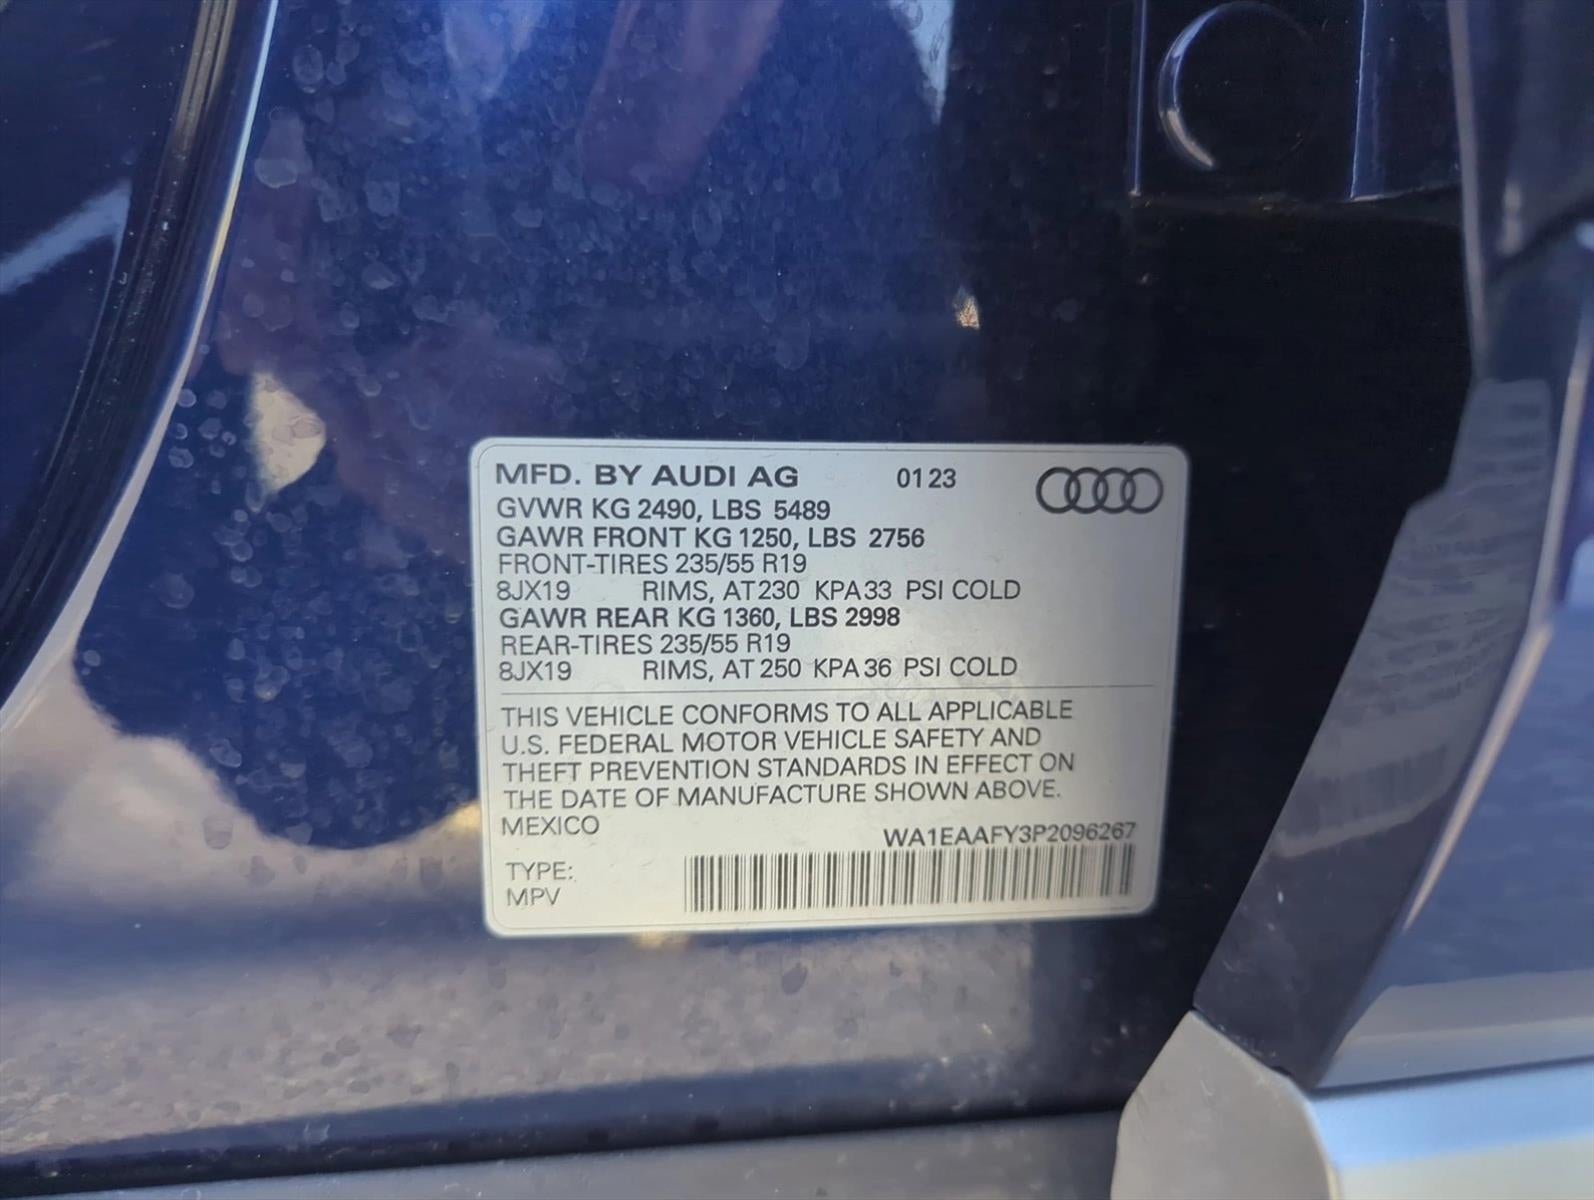 MFD. BY AUDI AG 01 23
GVWR KG 2490, LBS 5489
GAWR FRONT KG 1250, LBS 2756
FRONT-TIRES 235/55 R19
8JX19 RIMS, AT 230 KPA 33 PSI COLD
GAWR REAR KG 1360, LBS 2998
REAR-TIRES 235/55 R19
8JX19 RIMS, AT 250 KPA 36 PSI COLD
THIS VEHICLE CONFORMS TO ALL APPLICABLE
U.S. FEDERAL MOTOR VEHICLE SAFETY AND
THEFT PREVENTION STANDARDS IN EFFECT ON
THE DATE OF MANUFACTURE SHOWN ABOVE.
MEXICO
WA1EAAFY3P2096267
TYPE:
MPV